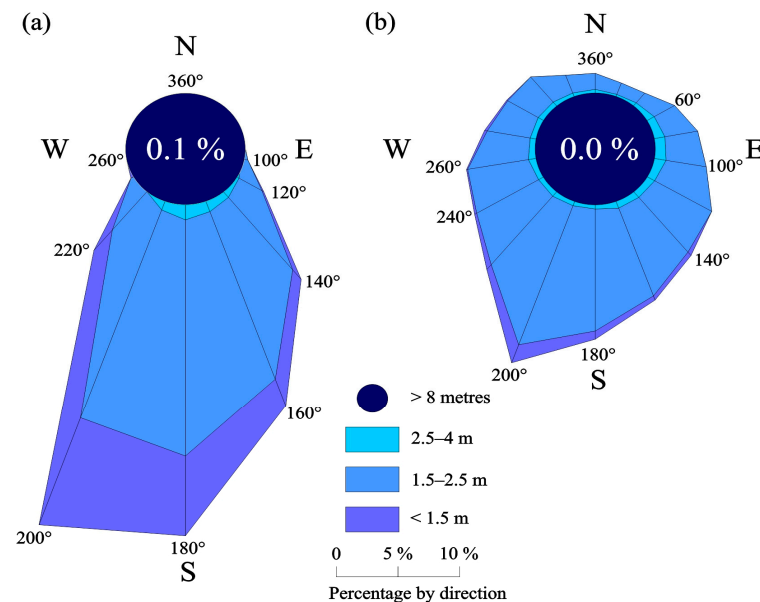 (a)
N
360°
W
0.1 %
E
260°
100°
120°
220°
140°
160°
200°
180°
S
(b)
N
360°
60°
W
0.0 %
E
260°
100°
240°
140°
180°
200°
S
> 8 metres
2.5–4 m
1.5–2.5 m
< 1.5 m
0 5 % 10 %
Percentage by direction